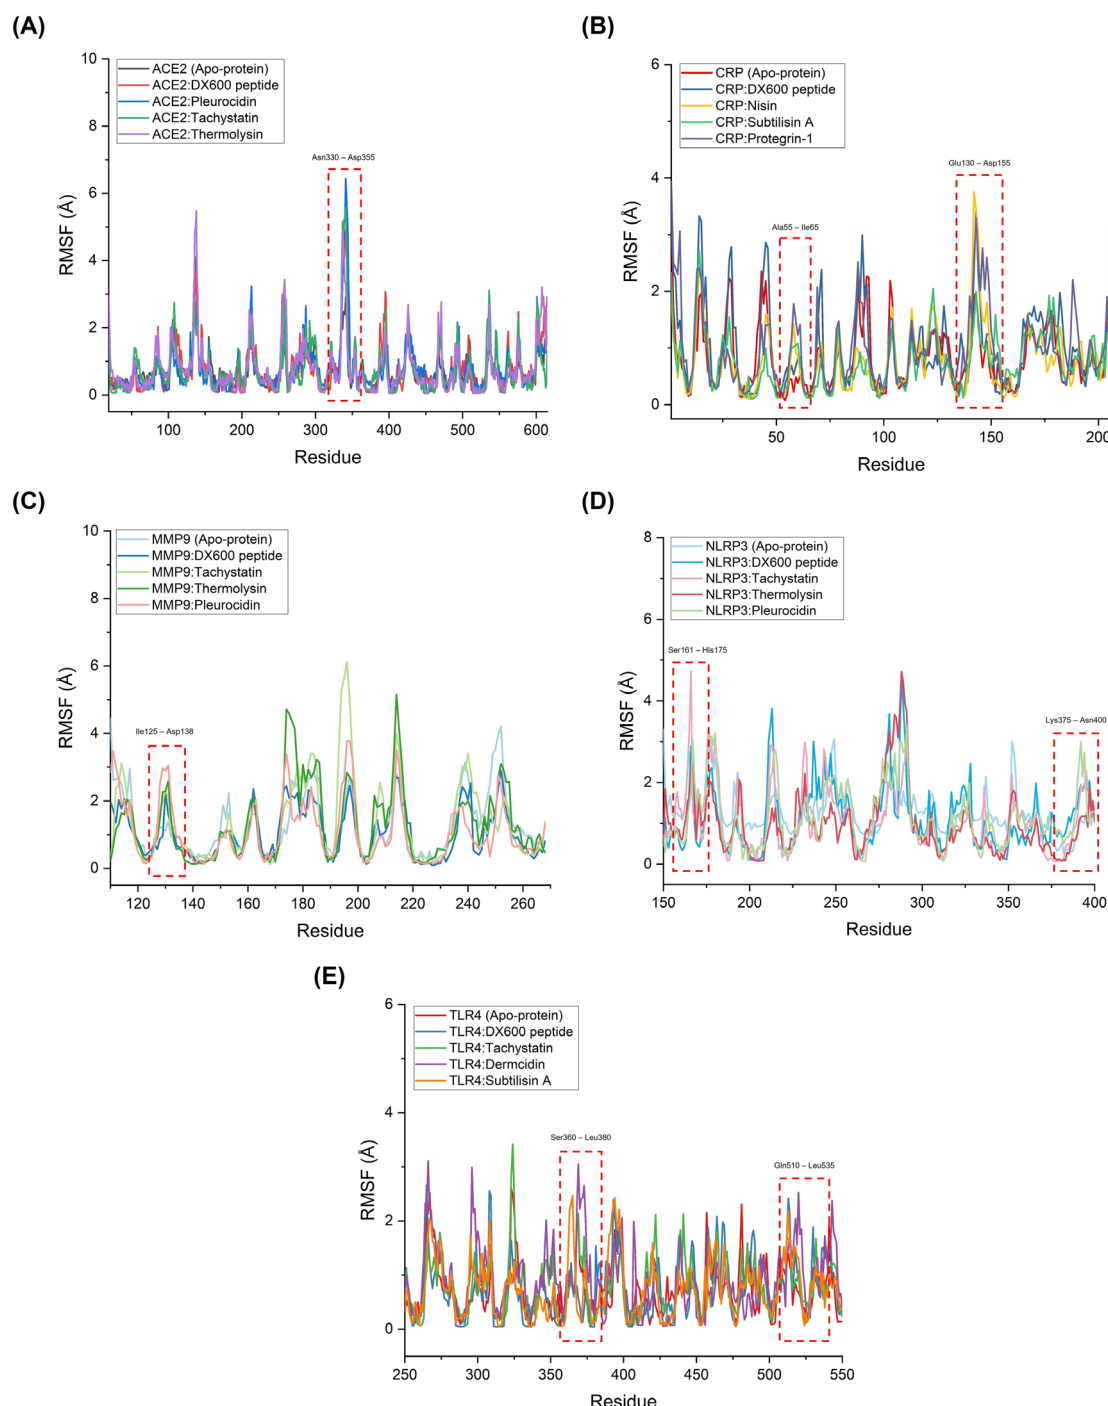 (A)
10
8
6
4
2
0
RMSF (Å)
ACE2 (Apo-protein)
ACE2:DX600 peptide
ACE2:Pleurocidin
ACE2:Tachystatin
ACE2:Thermolysin
Asn330 – Asp355
100 200 300 400 500 600
Residue
(B)
6
4
2
0
RMSF (Å)
CRP (Apo-protein)
CRP:DX600 peptide
CRP:Nisin
CRP:Subtilisin A
CRP:Protegrin-1
Glu130 – Asp155
Ala55 – Ile65
50 100 150 200
Residue
(C)
10
8
6
4
2
0
RMSF (Å)
MMP9 (Apo-protein)
MMP9:DX600 peptide
MMP9:Tachystatin
MMP9:Thermolysin
MMP9:Pleurocidin
Ile125 – Asp138
120 140 160 180 200 220 240 260
Residue
(D)
8
6
4
2
0
RMSF (Å)
NLRP3 (Apo-protein)
NLRP3:DX600 peptide
NLRP3:Tachystatin
NLRP3:Thermolysin
NLRP3:Pleurocidin
Ser161 – His175
Lys375 – Asn400
150 200 250 300 350 400
Residue
(E)
6
4
2
0
RMSF (Å)
TLR4 (Apo-protein)
TLR4:DX600 peptide
TLR4:Tachystatin
TLR4:Dermcidin
TLR4:Subtilisin A
Ser360 – Leu380
Gln510 – Leu535
250 300 350 400 450 500 550
Residue